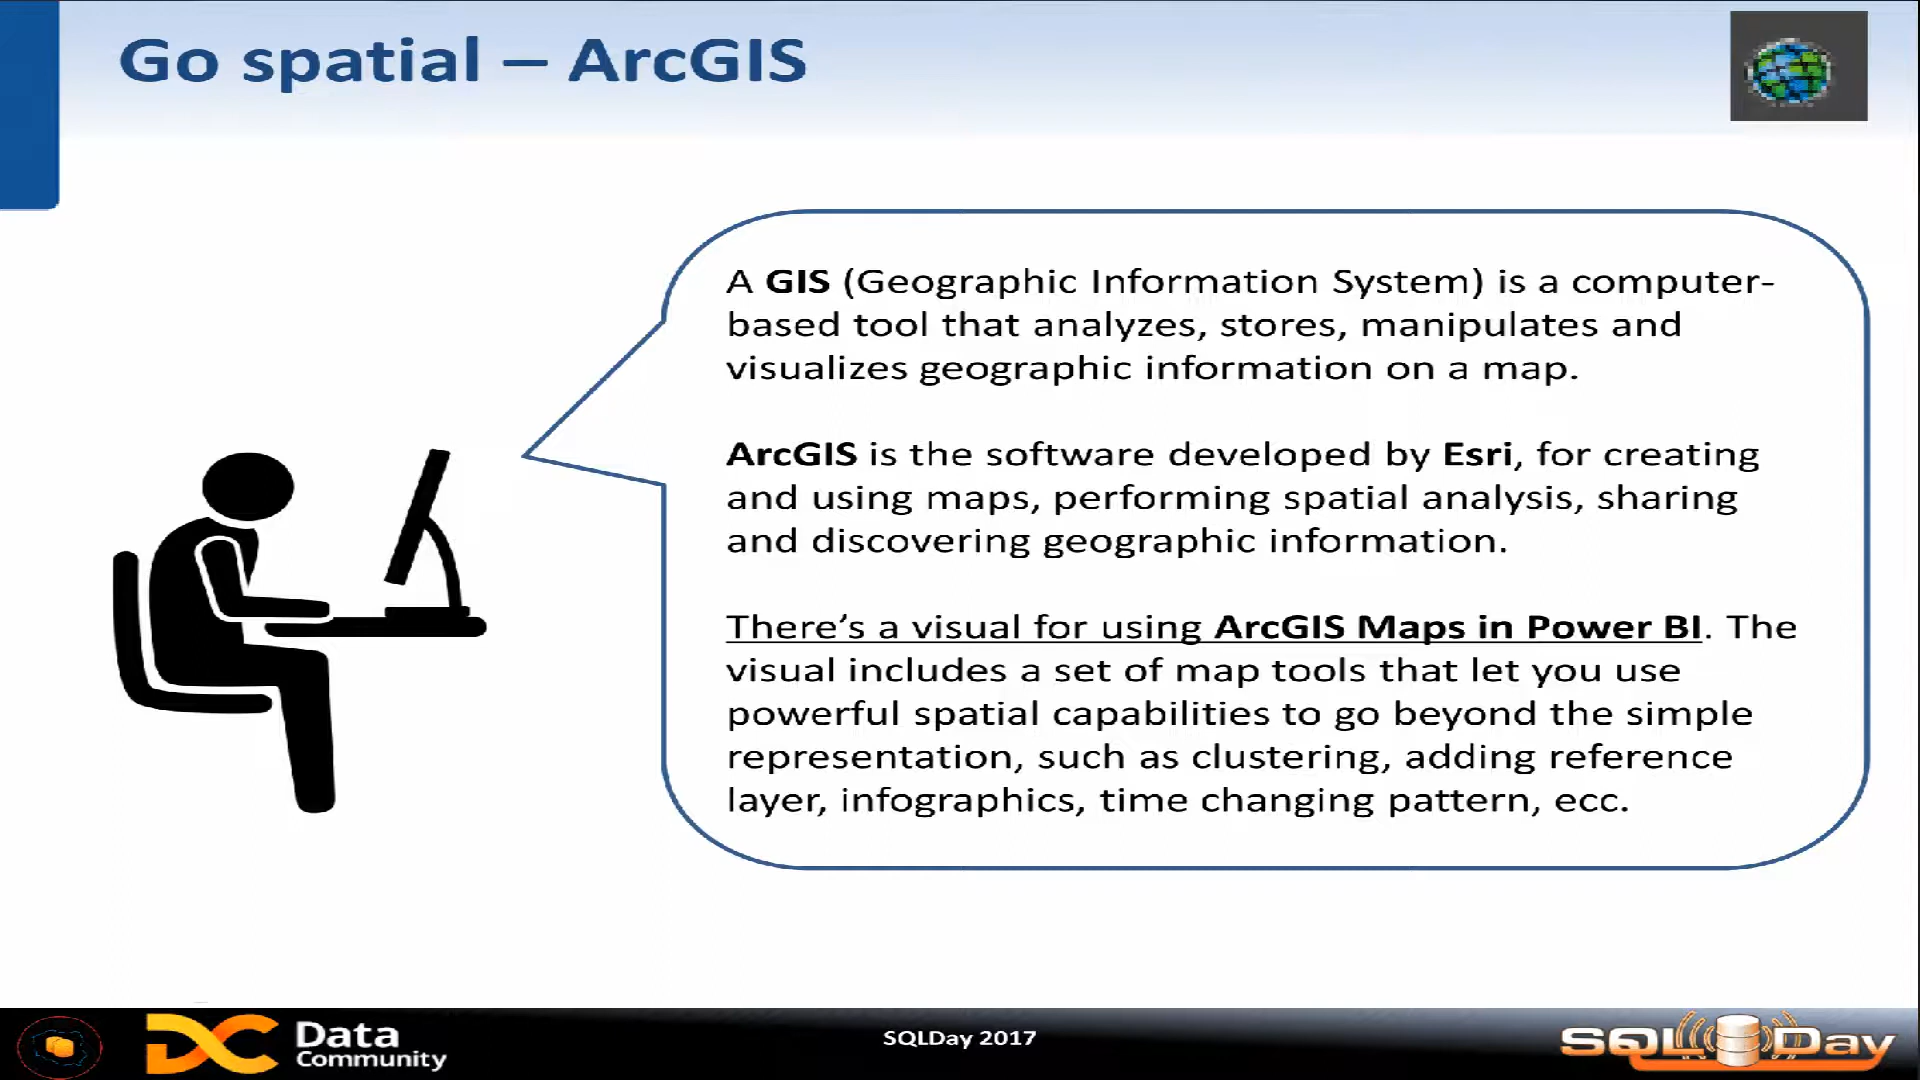 Go spatial – ArcGIS
A GIS (Geographic Information System) is a computer-
based tool that analyzes, stores, manipulates and
visualizes geographic information on a map.
ArcGIS is the software developed by Esri, for creating
and using maps, performing spatial analysis, sharing
and discovering geographic information.
There’s a visual for using ArcGIS Maps in Power BI. The
visual includes a set of map tools that let you use
powerful spatial capabilities to go beyond the simple
representation, such as clustering, adding reference
layer, infographics, time changing pattern, ecc.
DC Data
Community
SQLDay 2017
SQL Day